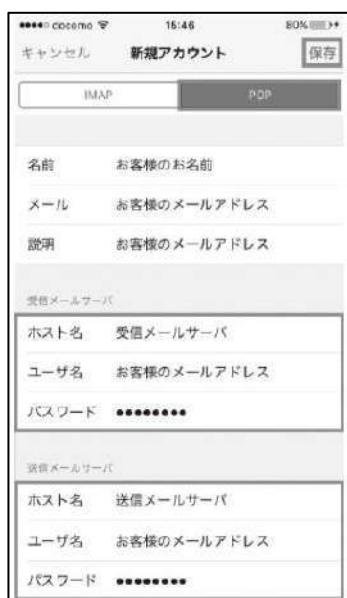 ●●●●○ docomo 15:46 80%
キャンセル 新規アカウント 保存
IMAP POP
名前 お客様のお名前
メール お客様のメールアドレス
説明 お客様のメールアドレス
受信メールサーバ
ホスト名 受信メールサーバ
ユーザ名 お客様のメールアドレス
パスワード ●●●●●●●●
送信メールサーバ
ホスト名 送信メールサーバ
ユーザ名 お客様のメールアドレス
パスワード ●●●●●●●●